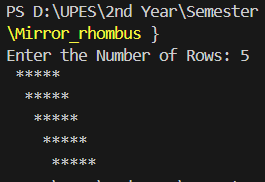 PS D:\UPES\2nd Year\Semester
\Mirror_rhombus }
Enter the Number of Rows: 5
 *****
  *****
   *****
    *****
     *****